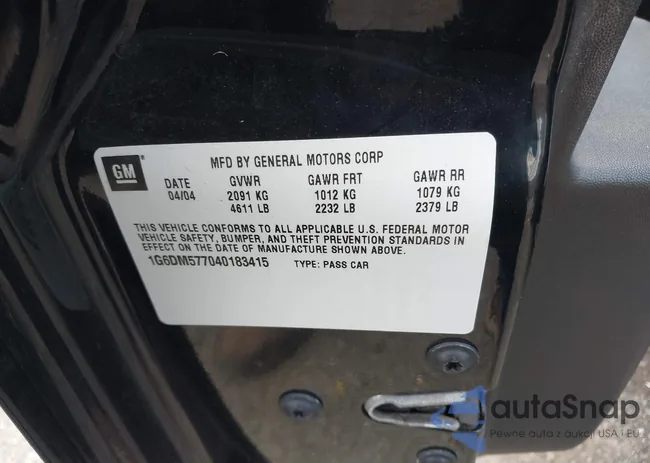 GM
MFD BY GENERAL MOTORS CORP
DATE GVWR GAWR FRT GAWR RR
04/04 2091 KG 1012 KG 1079 KG
4611 LB 2232 LB 2379 LB
THIS VEHICLE CONFORMS TO ALL APPLICABLE U.S. FEDERAL MOTOR
VEHICLE SAFETY, BUMPER, AND THEFT PREVENTION STANDARDS IN
EFFECT ON THE DATE OF MANUFACTURE SHOWN ABOVE.
1G6DM577040183415 TYPE: PASS CAR
autaSnap
Pewne auta z aukcji USA i EU